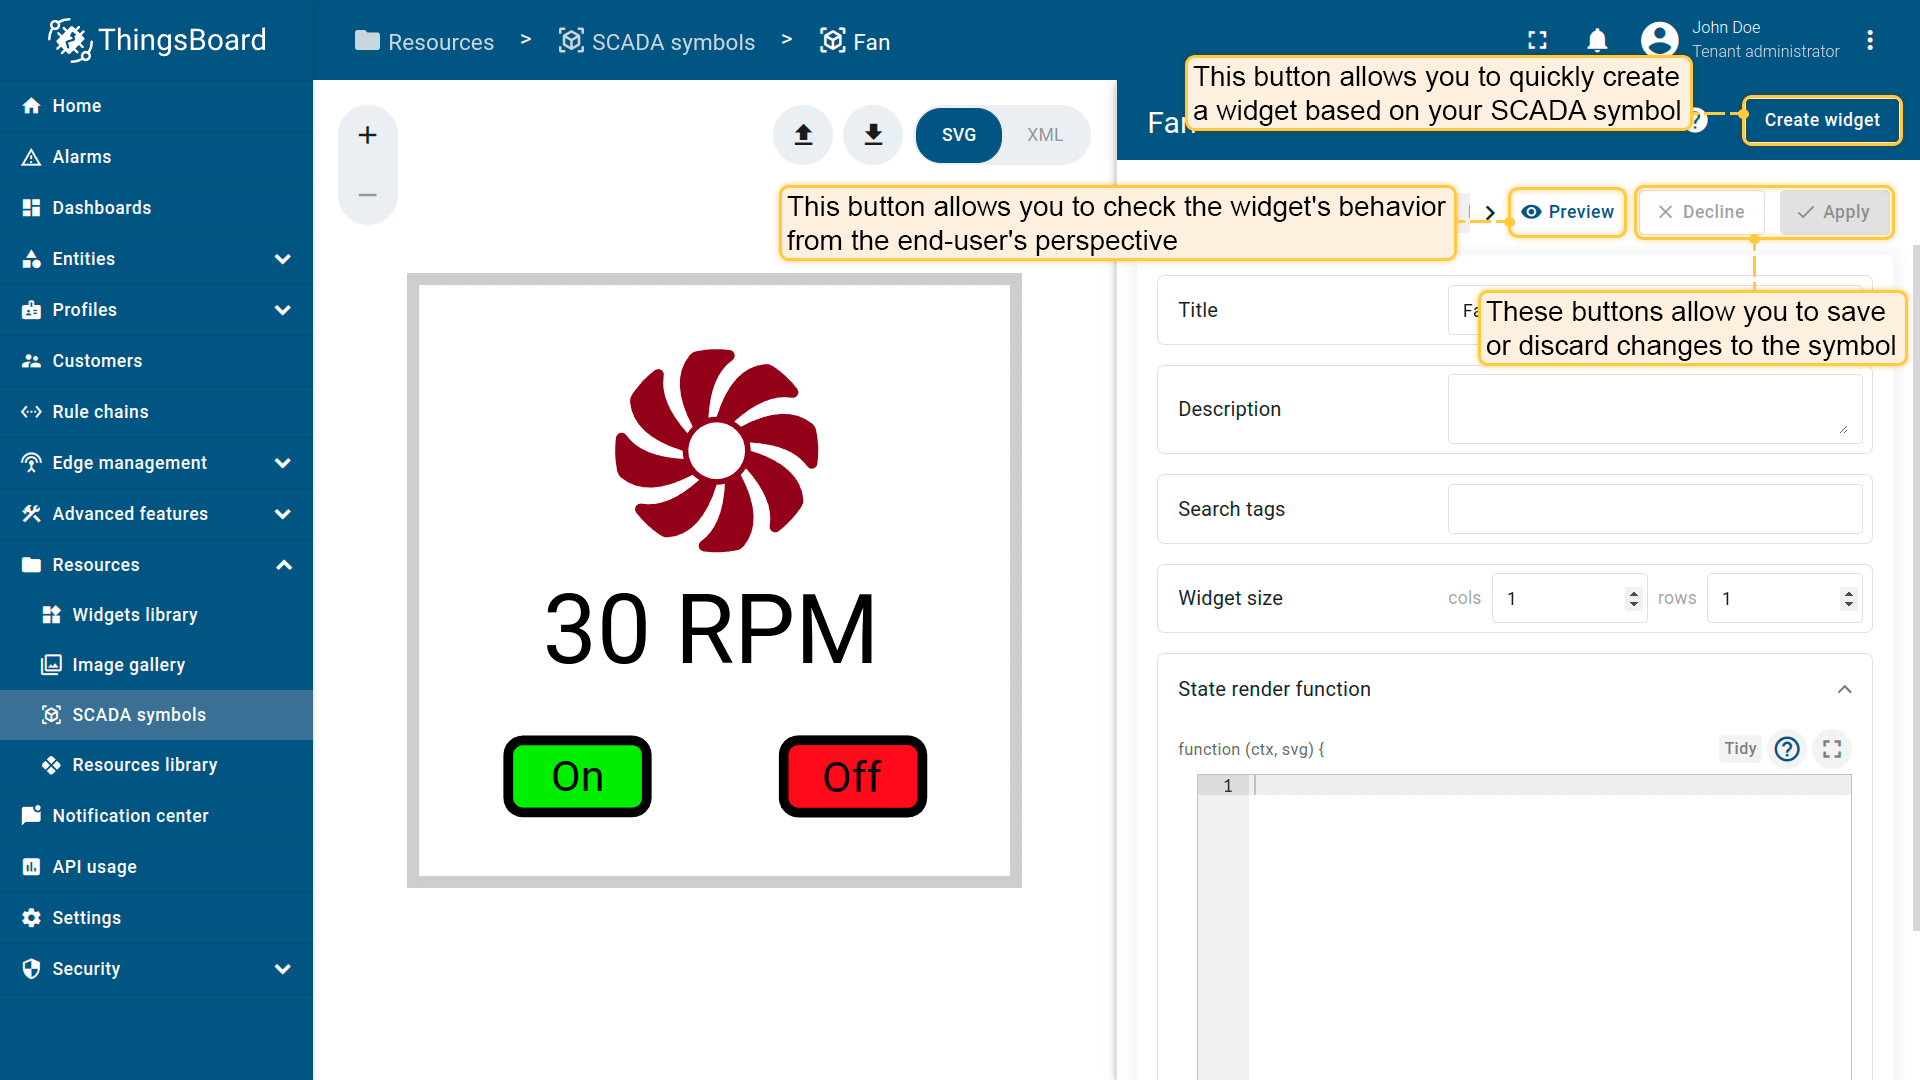 ThingsBoard
Resources > SCADA symbols > Fan
John Doe
Tenant administrator
Home
Alarms
Dashboards
Entities
Profiles
Customers
Rule chains
Edge management
Advanced features
Resources
Widgets library
Image gallery
SCADA symbols
Resources library
Notification center
API usage
Settings
Security
SVG XML
30 RPM
On Off
Fan
This button allows you to quickly create
a widget based on your SCADA symbol
?
Create widget
This button allows you to check the widget's behavior
from the end-user's perspective
Preview
Decline
Apply
These buttons allow you to save
or discard changes to the symbol
Title
Description
Search tags
Widget size cols 1 rows 1
State render function
function (ctx, svg) {
Tidy ?
1